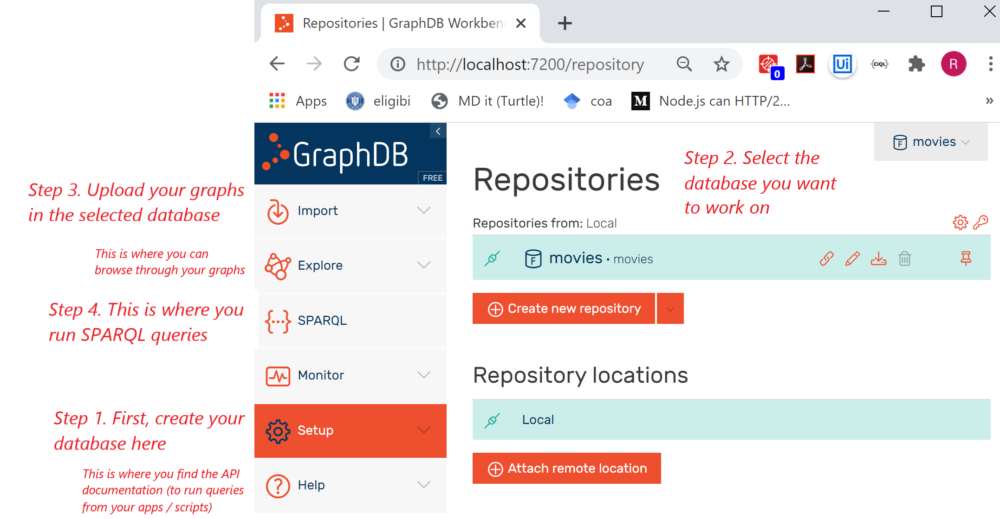 Repositories | GraphDB Workben
http://localhost:7200/repository
0
Ui
{CiQL}
R
Apps
eligibi
MD it (Turtle)!
coa
M
Node.js can HTTP/2...
»
GraphDB
FREE
F movies
Step 2. Select the
database you want
to work on
Repositories
Step 3. Upload your graphs
in the selected database
Import
Repositories from: Local
This is where you can
browse through your graphs
Explore
F movies · movies
Step 4. This is where you
run SPARQL queries
SPARQL
Create new repository
Monitor
Repository locations
Step 1. First, create your
database here
Setup
Local
This is where you find the API
documentation (to run queries
from your apps / scripts)
Help
Attach remote location